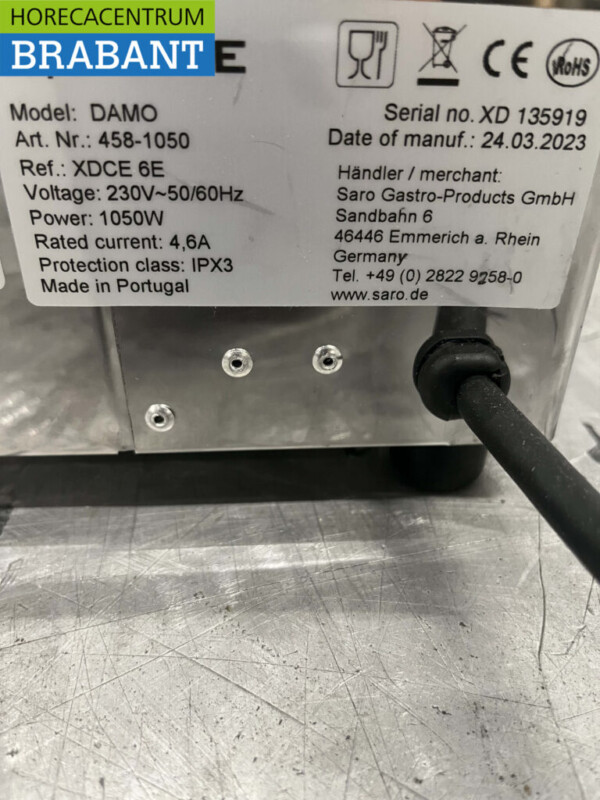 HORECACENTRUM
BRABANT
E
CE
RoHS
Model: DAMO
Art. Nr.: 458-1050
Ref.: XDCE 6E
Voltage: 230V~50/60Hz
Power: 1050W
Rated current: 4,6A
Protection class: IPX3
Made in Portugal
Serial no. XD 135919
Date of manuf.: 24.03.2023
Händler / merchant:
Saro Gastro-Products GmbH
Sandbahn 6
46446 Emmerich a. Rhein
Germany
Tel. +49 (0) 2822 9258-0
www.saro.de